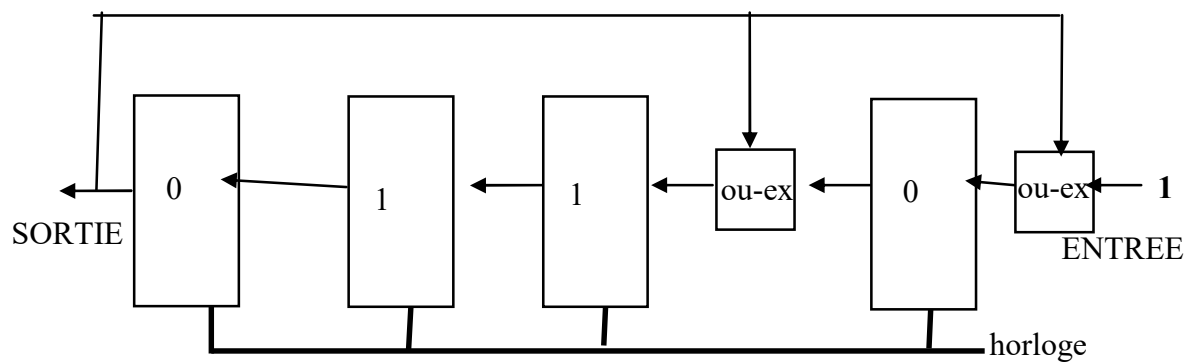 0
1
1
ou-ex
0
ou-ex
1
SORTIE
ENTREE
horloge